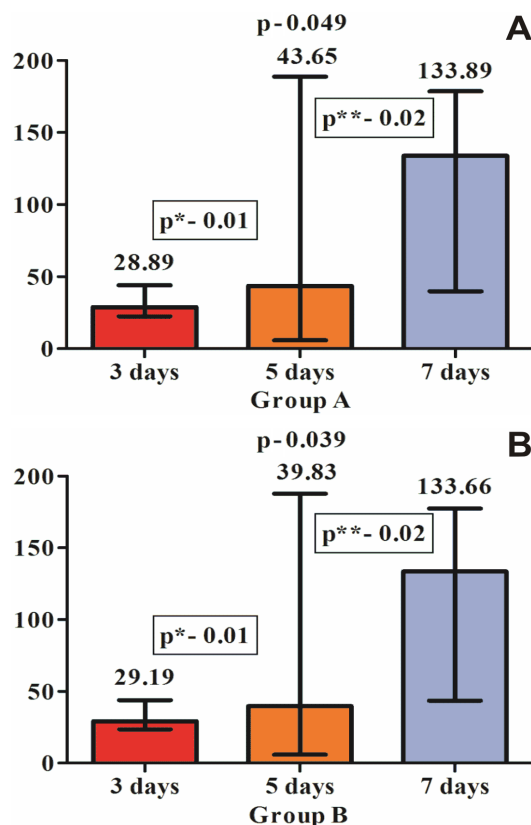 A
p-0.049
43.65
133.89
200
p**- 0.02
150
p*- 0.01
100
28.89
50
0
3 days 5 days 7 days
Group A
B
p-0.039
39.83
133.66
200
p**- 0.02
150
p*- 0.01
100
29.19
50
0
3 days 5 days 7 days
Group B